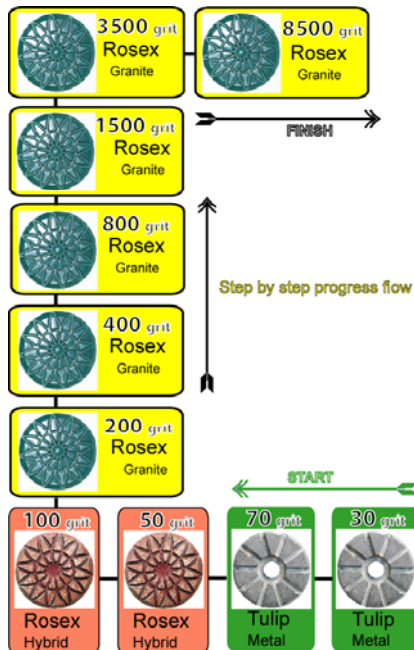 3500 grit
Rosex
Granite
8500 grit
Rosex
Granite
FINISH
1500 grit
Rosex
Granite
800 grit
Rosex
Granite
Step by step progress flow
400 grit
Rosex
Granite
200 grit
Rosex
Granite
START
100 grit
Rosex
Hybrid
50 grit
Rosex
Hybrid
70 grit
Tulip
Metal
30 grit
Tulip
Metal